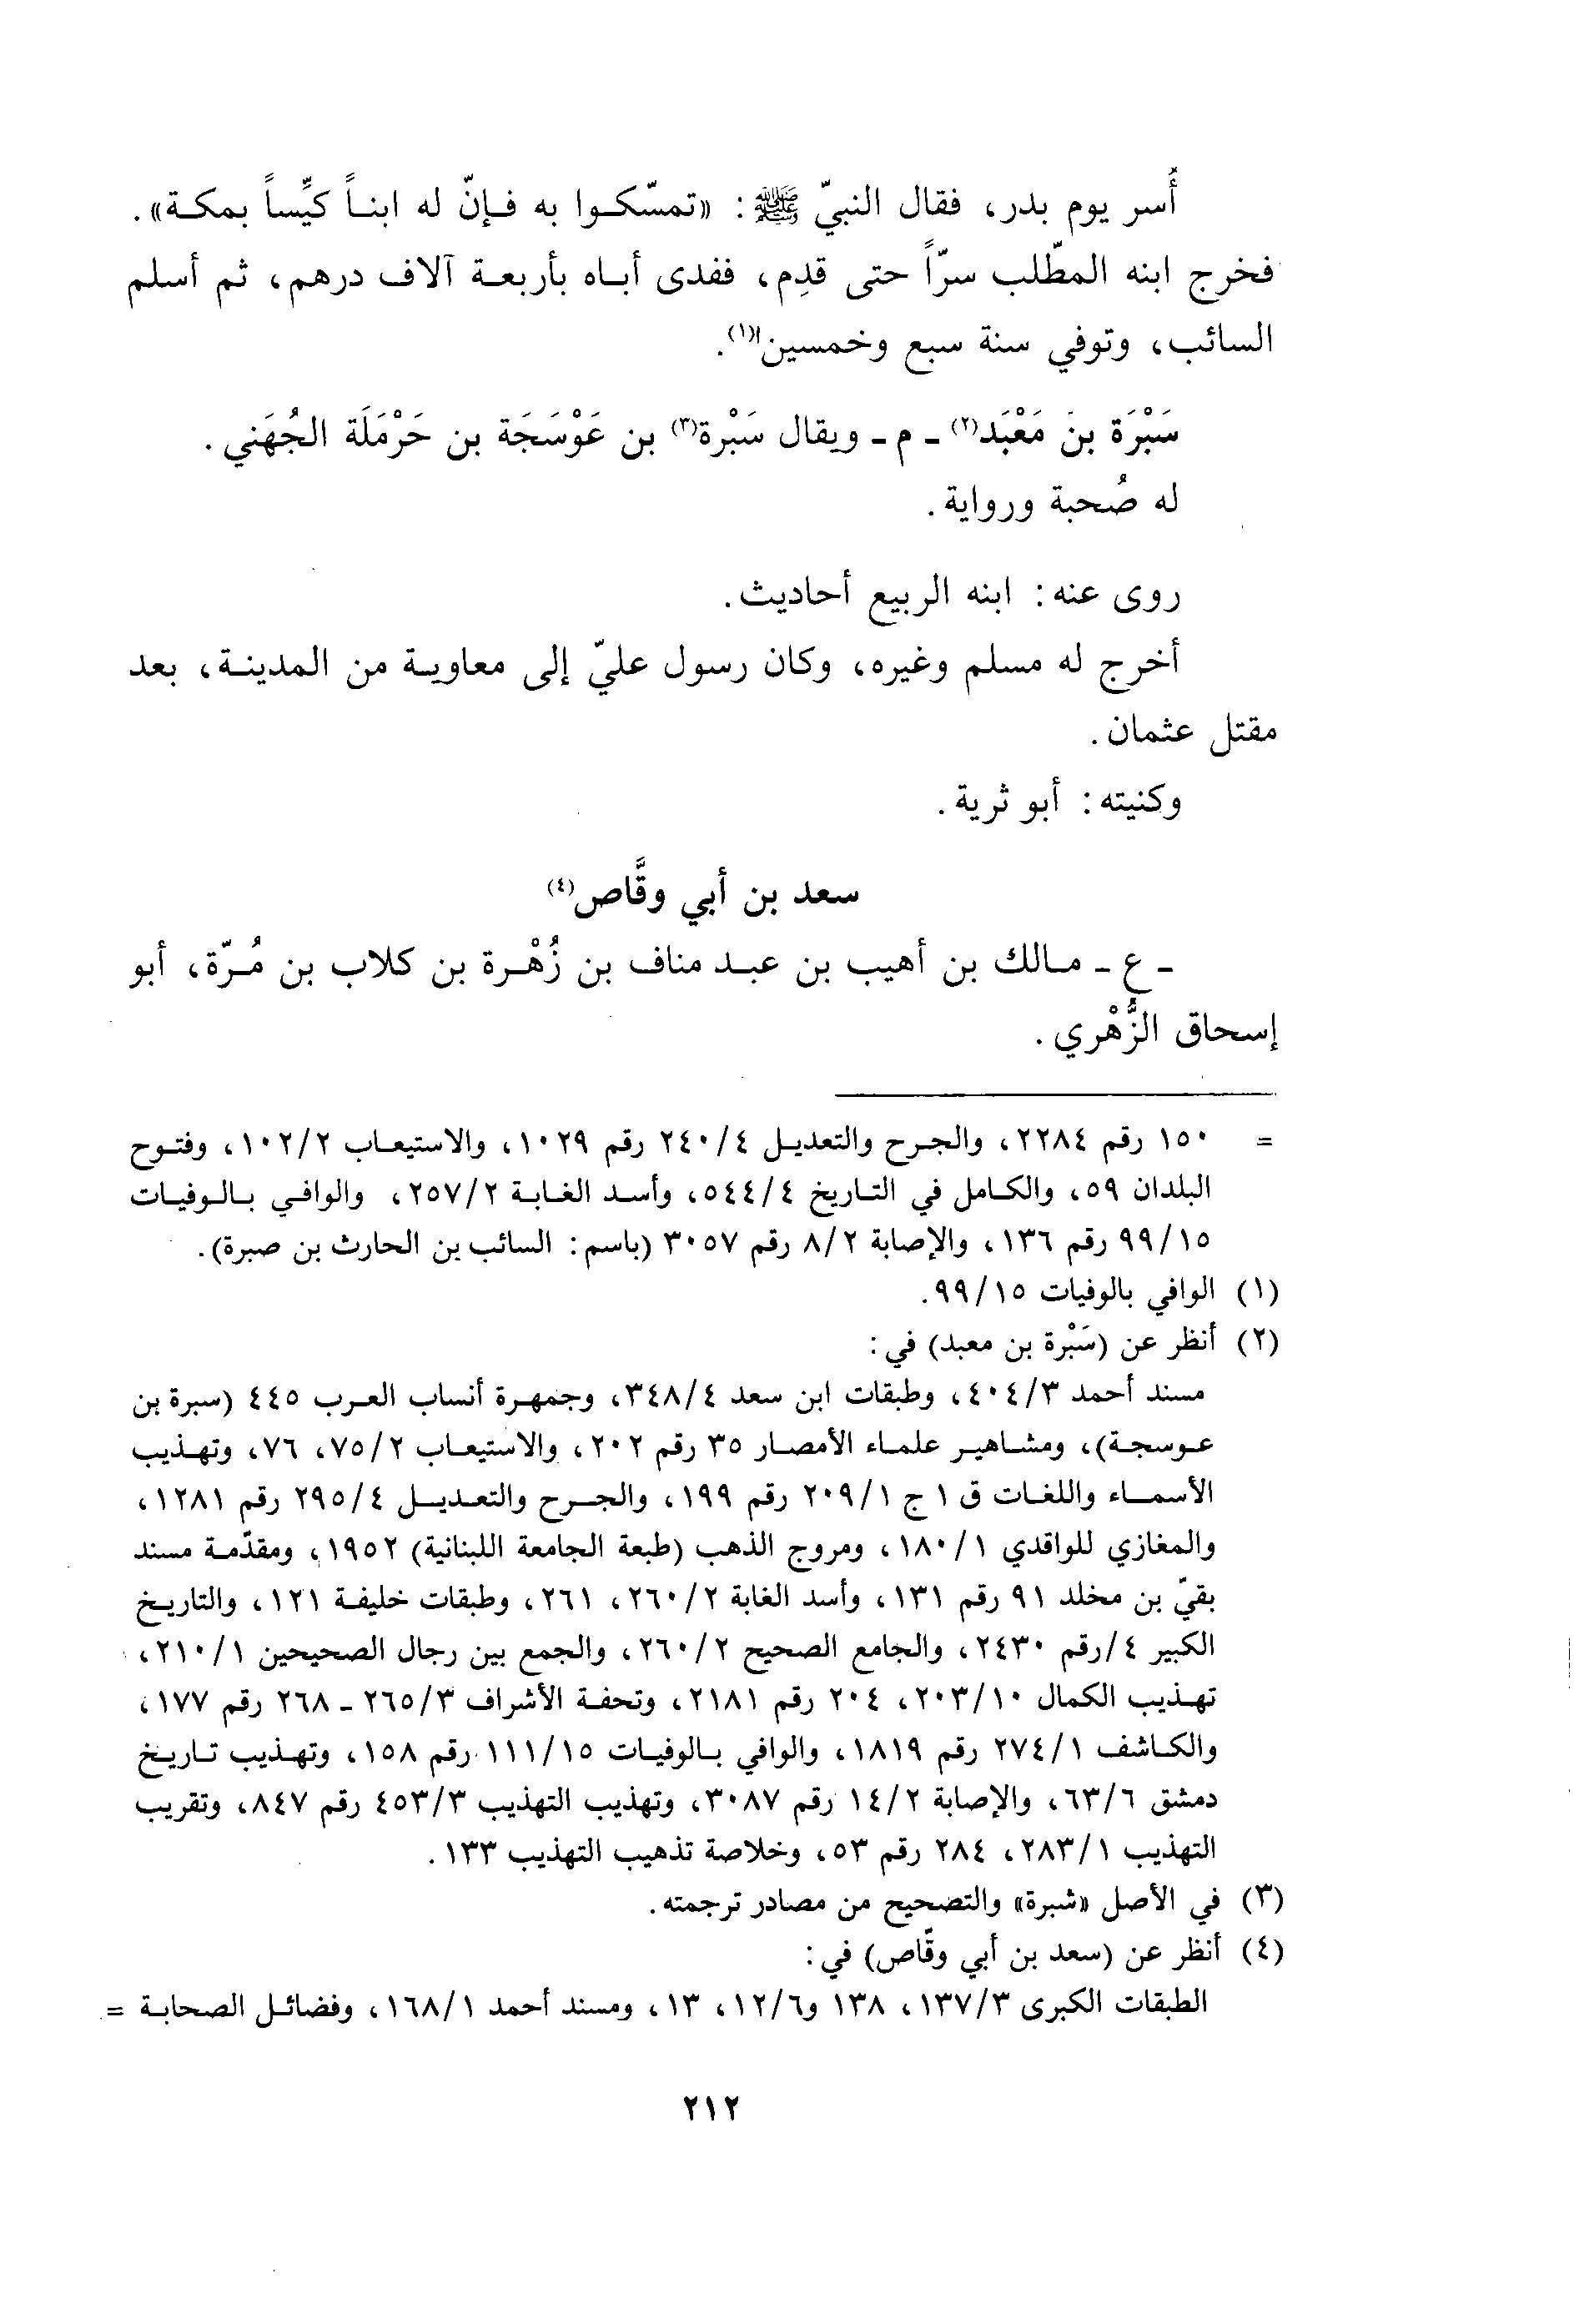 أُسر يوم بدر، فقال النبيّ ﷺ: «تمسّكوا به فإنّ له ابناً كيِّساً بمكة».
فخرج ابنه المطّلب سرّاً حتى قدِم، ففدى أباه بأربعة آلاف درهم، ثم أسلم
السائب، وتوفي سنة سبع وخمسين(١).
سَبْرَة بنَ مَعْبَد(٢) ـ م ـ ويقال سَبْرة(٣) بن عَوْسَجَة بن حَرْمَلَة الجُهَني.
له صُحبة ورواية.
روى عنه: ابنه الربيع أحاديث.
أخرج له مسلم وغيره، وكان رسول عليّ إلى معاوية من المدينة، بعد
مقتل عثمان.
وكنيته: أبو ثرية.
سعد بن أبي وقَّاص(٤)
ـ ع ـ مالك بن أهيب بن عبد مناف بن زُهْرة بن كلاب بن مُرّة، أبو
إسحاق الزُّهْري.
= ١٥٠ رقم ٢٢٨٤، والجرح والتعديل ٢٤٠/٤ رقم ١٠٢٩، والاستيعاب ١٠٢/٢، وفتوح
البلدان ٥٩، والكامل في التاريخ ٥٤٤/٤، وأسد الغابة ٢٥٧/٢، والوافي بالوفيات
٩٩/١٥ رقم ١٣٦، والإصابة ٨/٢ رقم ٣٠٥٧ (باسم: السائب بن الحارث بن صبرة).
(١) الوافي بالوفيات ٩٩/١٥.
(٢) أنظر عن (سَبْرة بن معبد) في:
مسند أحمد ٤٠٤/٣، وطبقات ابن سعد ٣٤٨/٤، وجمهرة أنساب العرب ٤٤٥ (سبرة بن
عوسجة)، ومشاهير علماء الأمصار ٣٥ رقم ٢٠٢، والاستيعاب ٧٥/٢، ٧٦، وتهذيب
الأسماء واللغات ق ١ ج ٢٠٩/١ رقم ١٩٩، والجرح والتعديل ٢٩٥/٤ رقم ١٢٨١،
والمغازي للواقدي ١٨٠/١، ومروج الذهب (طبعة الجامعة اللبنانية) ١٩٥٢، ومقدّمة مسند
بقيّ بن مخلد ٩١ رقم ١٣١، وأسد الغابة ٢٦٠/٢، ٢٦١، وطبقات خليفة ١٢١، والتاريخ
الكبير ٤/رقم ٢٤٣٠، والجامع الصحيح ٢٦٠/٢، والجمع بين رجال الصحيحين ٢١٠/١،
تهذيب الكمال ٢٠٣/١٠، ٢٠٤ رقم ٢١٨١، وتحفة الأشراف ٢٦٥/٣ ـ ٢٦٨ رقم ١٧٧،
والكاشف ٢٧٤/١ رقم ١٨١٩، والوافي بالوفيات ١١١/١٥ رقم ١٥٨، وتهذيب تاريخ
دمشق ٦٣/٦، والإصابة ١٤/٢ رقم ٣٠٨٧، وتهذيب التهذيب ٤٥٣/٣ رقم ٨٤٧، وتقريب
التهذيب ٢٨٣/١، ٢٨٤ رقم ٥٣، وخلاصة تذهيب التهذيب ١٣٣.
(٣) في الأصل «شبرة» والتصحيح من مصادر ترجمته.
(٤) أنظر عن (سعد بن أبي وقّاص) في:
الطبقات الكبرى ١٣٧/٣، ١٣٨ و١٢/٦، ١٣، ومسند أحمد ١٦٨/١، وفضائل الصحابة =
٢١٢